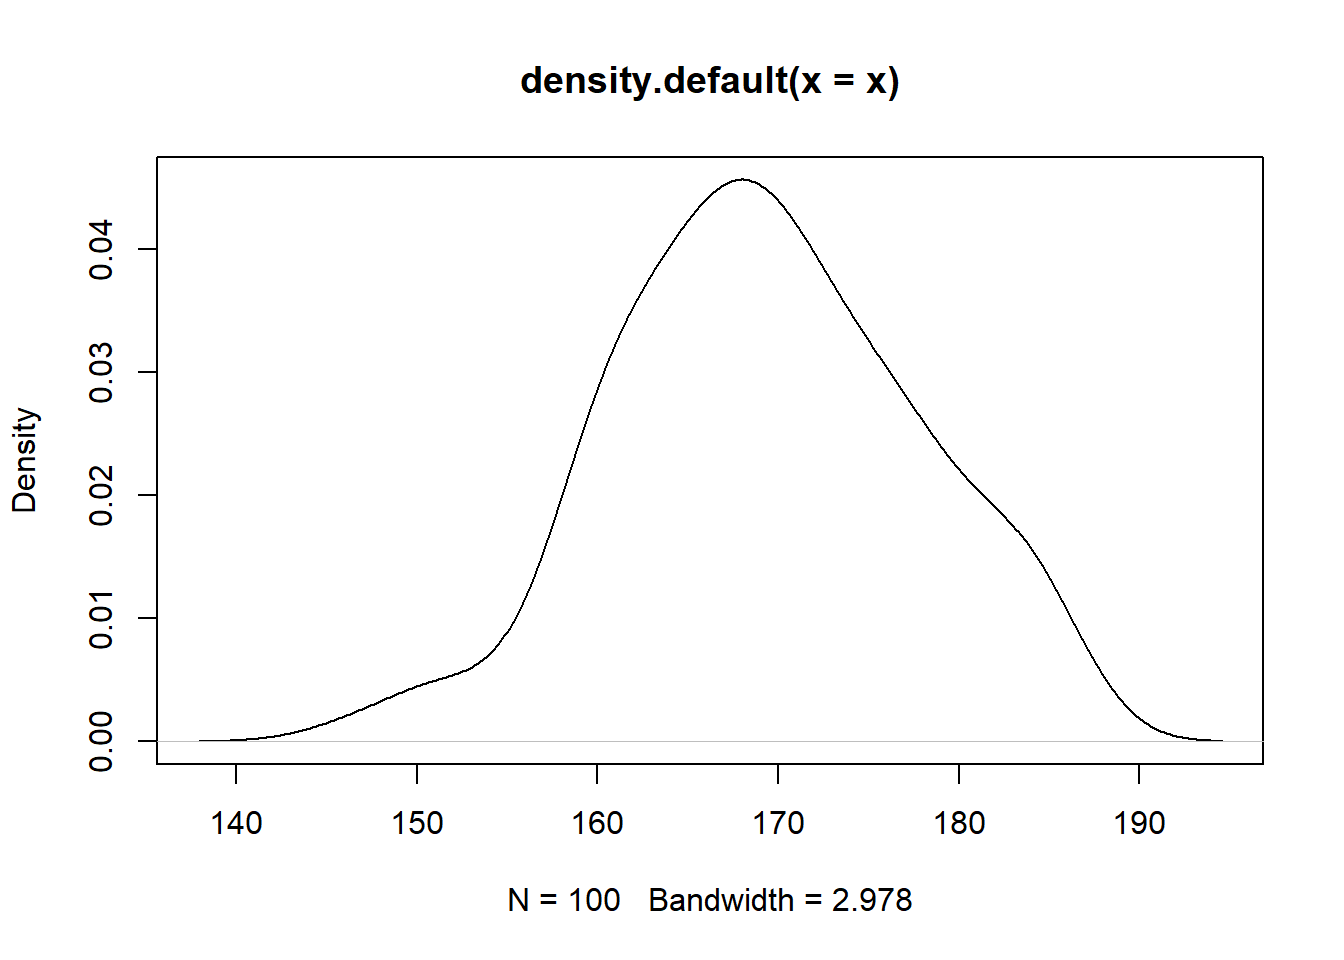 density.default(x = x)
Density
0.04
0.03
0.02
0.01
0.00
140 150 160 170 180 190
N = 100 Bandwidth = 2.978